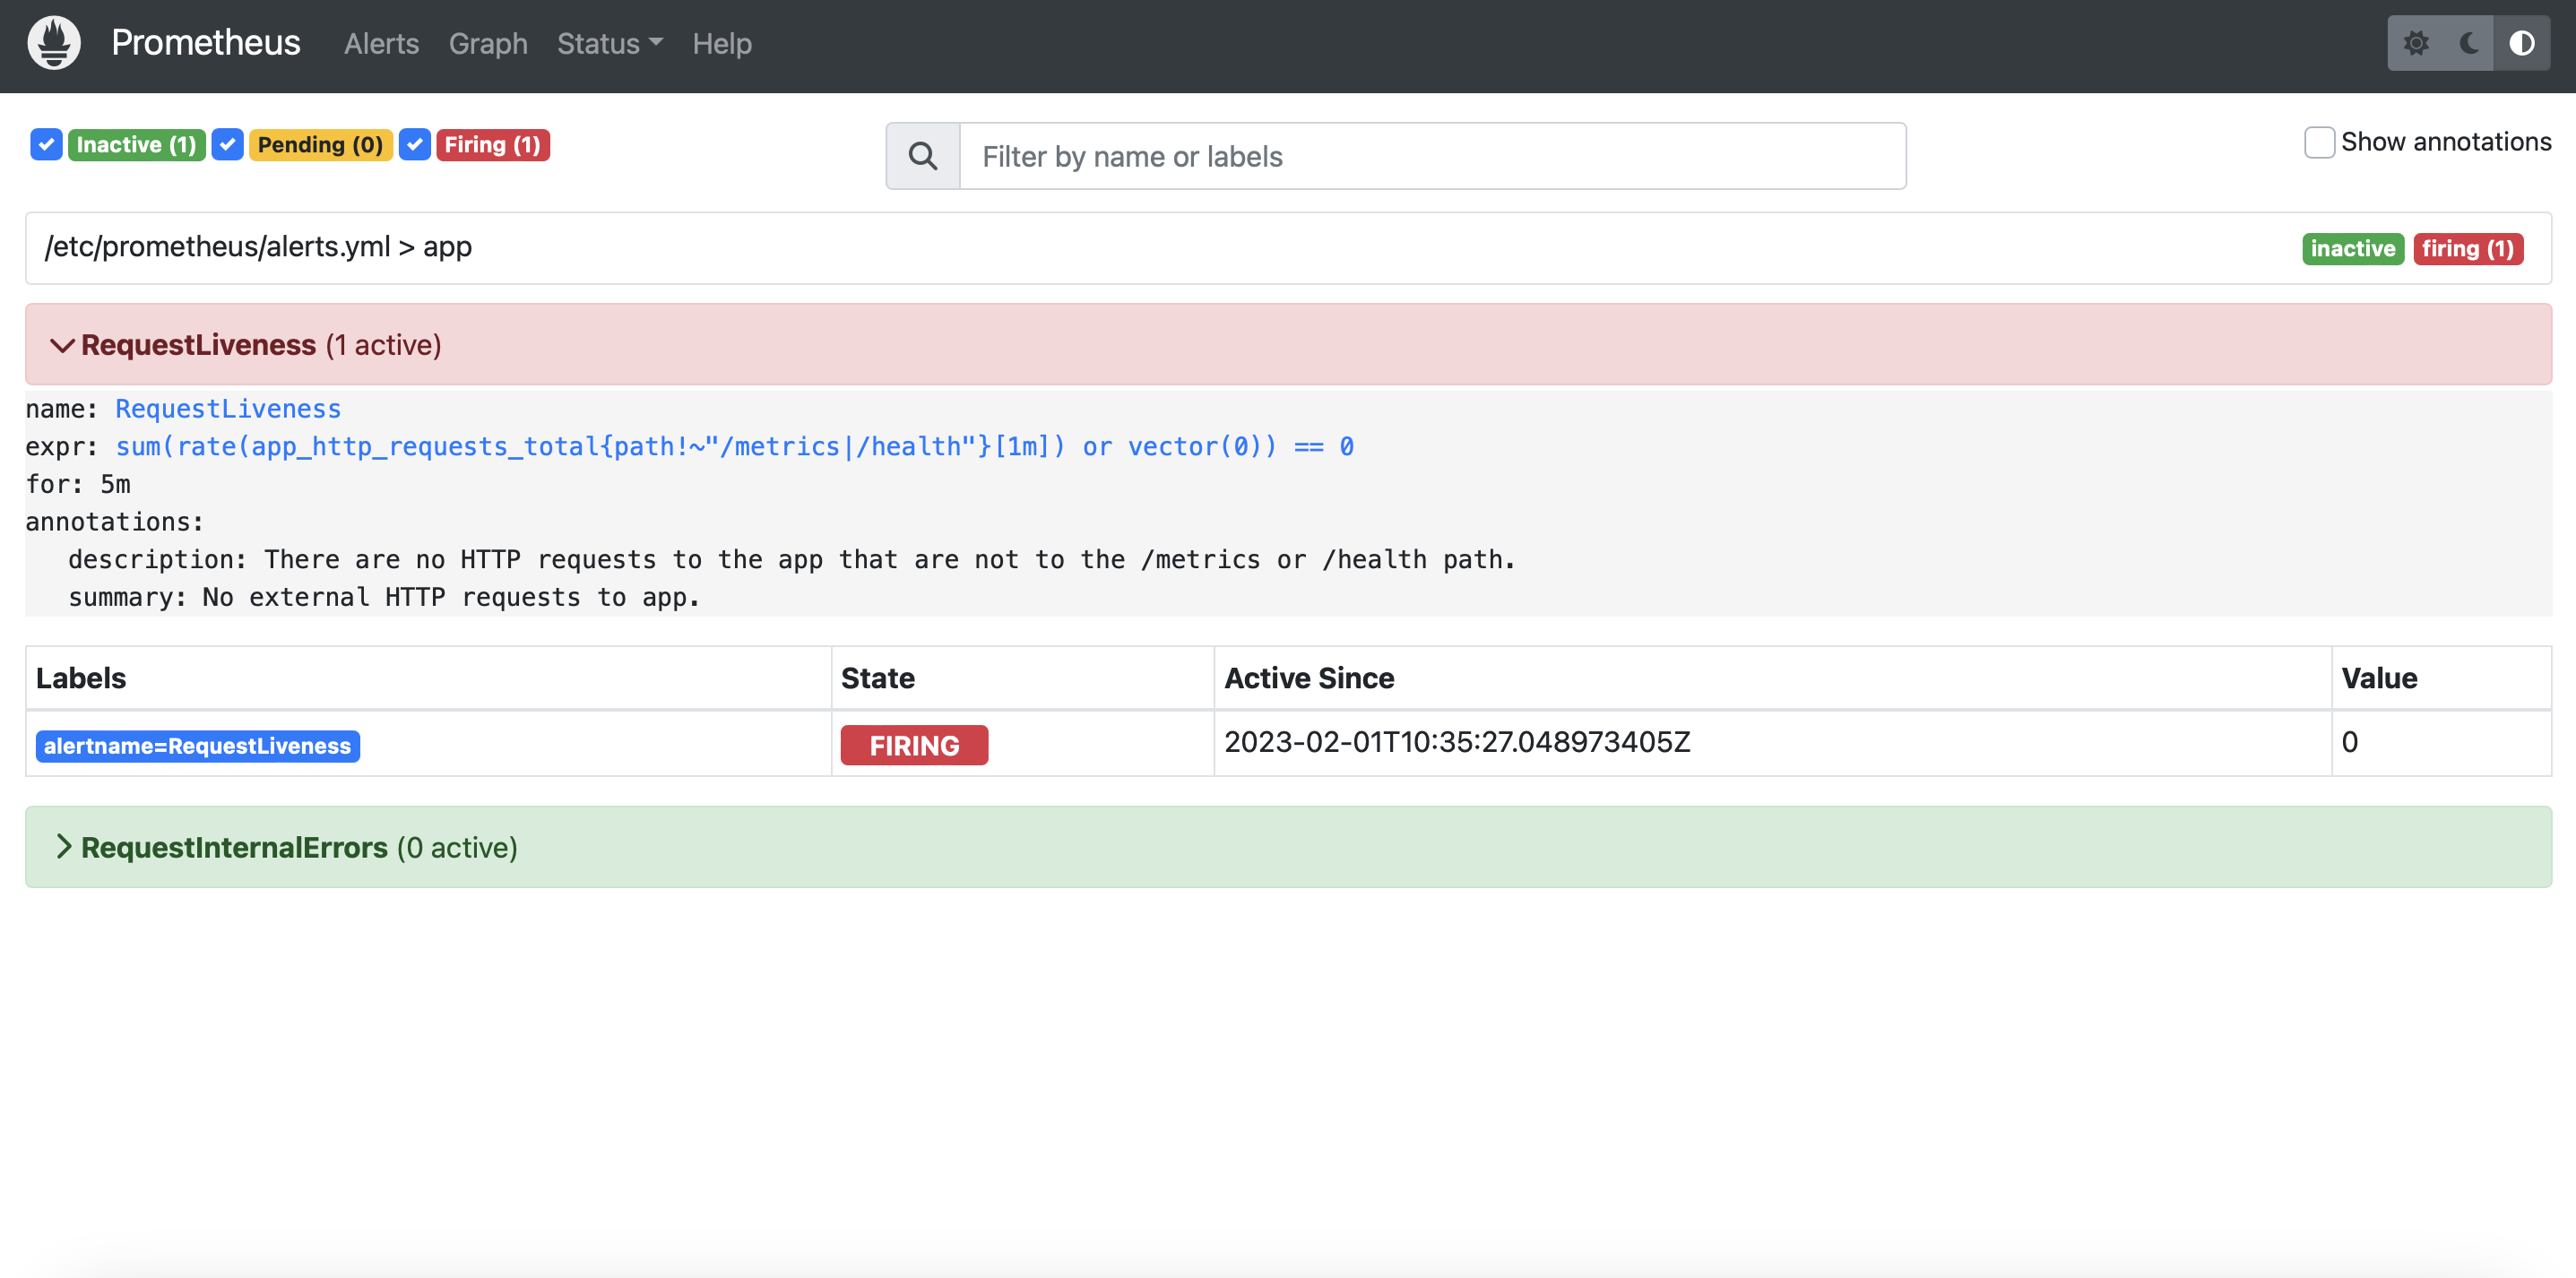 Prometheus Alerts Graph Status Help
Inactive (1) Pending (0) Firing (1) Filter by name or labels Show annotations
/etc/prometheus/alerts.yml > app inactive firing (1)
RequestLiveness (1 active)
name: RequestLiveness
expr: sum(rate(app_http_requests_total{path!~"/metrics|/health"}[1m]) or vector(0)) == 0
for: 5m
annotations:
description: There are no HTTP requests to the app that are not to the /metrics or /health path.
summary: No external HTTP requests to app.
Labels State Active Since Value
alertname=RequestLiveness FIRING 2023-02-01T10:35:27.048973405Z 0
RequestInternalErrors (0 active)